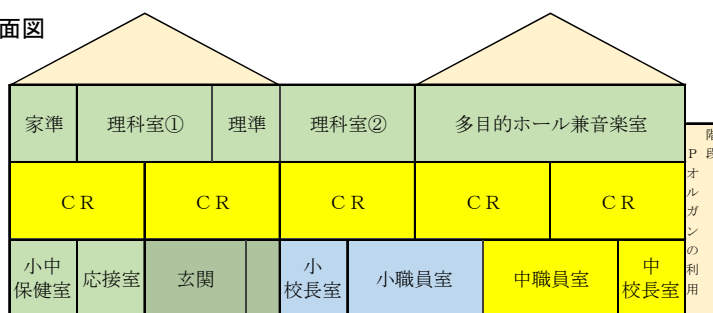 面図
家準 理科室① 理準 理科室② 多目的ホール兼音楽室
ＣＲ ＣＲ ＣＲ ＣＲ ＣＲ
小中
保健室
応接室
玄関
小
校長室
小職員室
中職員室
中
校長室
階段
Ｐオルガンの利用